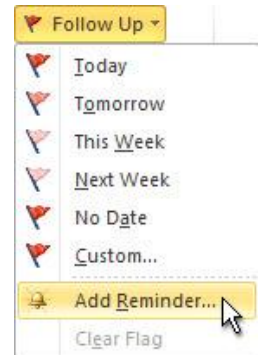 Follow Up
Today
Tomorrow
This Week
Next Week
No Date
Custom...
Add Reminder...
Clear Flag